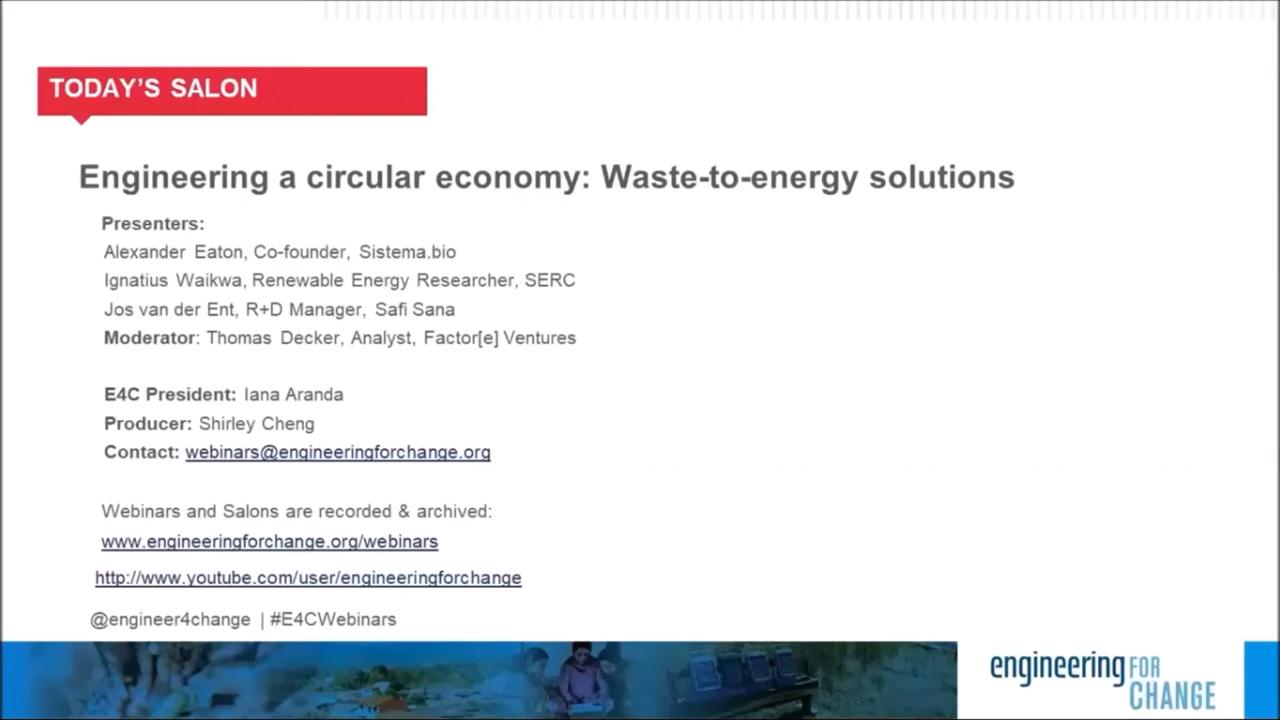 TODAY'S SALON
Engineering a circular economy: Waste-to-energy solutions
Presenters:
Alexander Eaton, Co-founder, Sistema.bio
Ignatius Waikwa, Renewable Energy Researcher, SERC
Jos van der Ent, R+D Manager, Safi Sana
Moderator: Thomas Decker, Analyst, Factor[e] Ventures
E4C President: Iana Aranda
Producer: Shirley Cheng
Contact: webinars@engineeringforchange.org
Webinars and Salons are recorded & archived:
www.engineeringforchange.org/webinars
http://www.youtube.com/user/engineeringforchange
@engineer4change | #E4CWebinars
engineering FOR
CHANGE